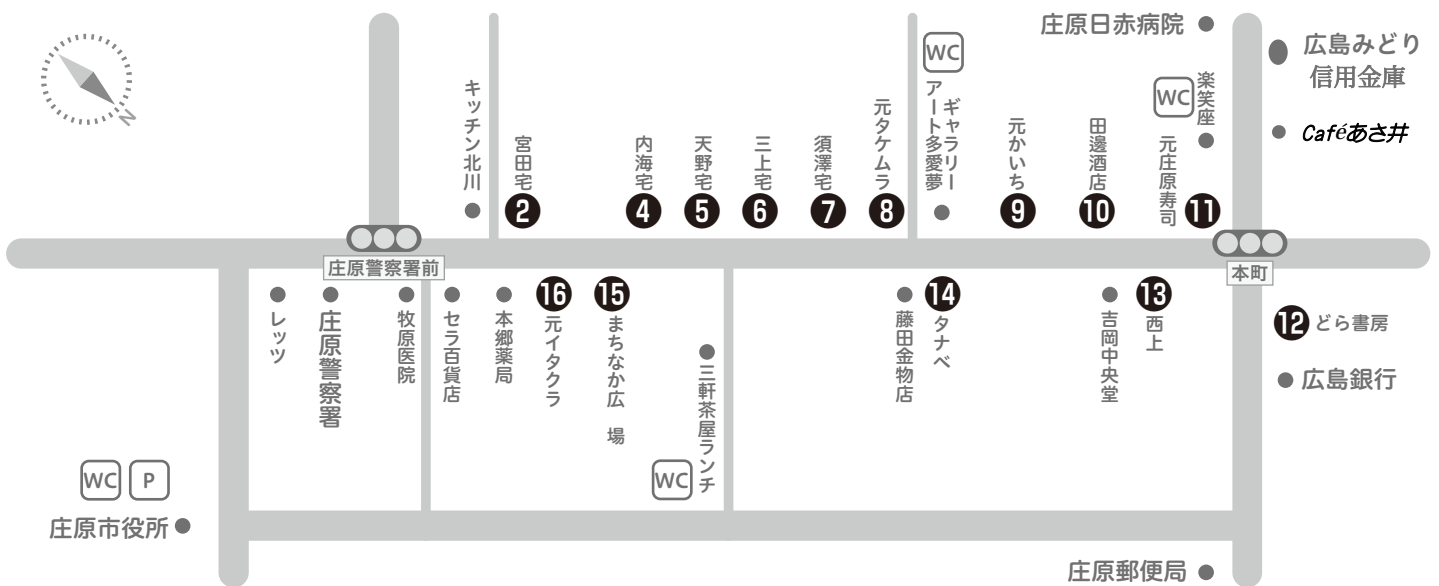 N
庄原日赤病院
広島みどり
信用金庫
Caféあさ井
WC
WC
楽笑座
キッチン北川
宮田宅
内海宅
天野宅
三上宅
須澤宅
元タケムラ
ギャラリー
アート多愛夢
元かいち
田邊酒店
元庄原寿司
2
4
5
6
7
8
9
10
11
庄原警察署前
本町
レッツ
庄原警察署
牧原医院
セラ百貨店
本郷薬局
16
元イタクラ
15
まちなか広 場
三軒茶屋ランチ
藤田金物店
14
タナベ
吉岡中央堂
13
西上
12 どら書房
広島銀行
WC P
WC
庄原市役所
庄原郵便局